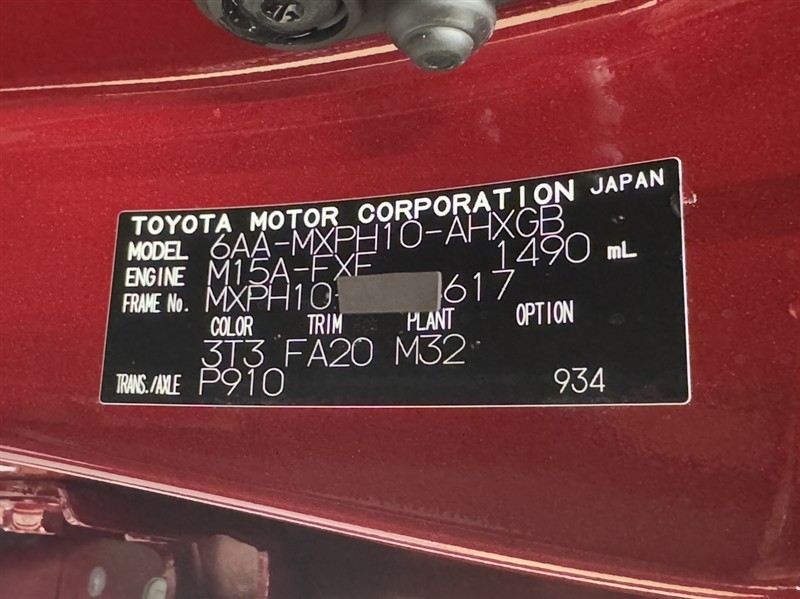 TOYOTA MOTOR CORPORATION JAPAN
MODEL 6AA-MXPH10-AHXGB
ENGINE M15A-FXE 1490 mL
FRAME No. MXPH10- 617
COLOR TRIM PLANT OPTION
3T3 FA20 M32
TRANS./AXLE P910 934